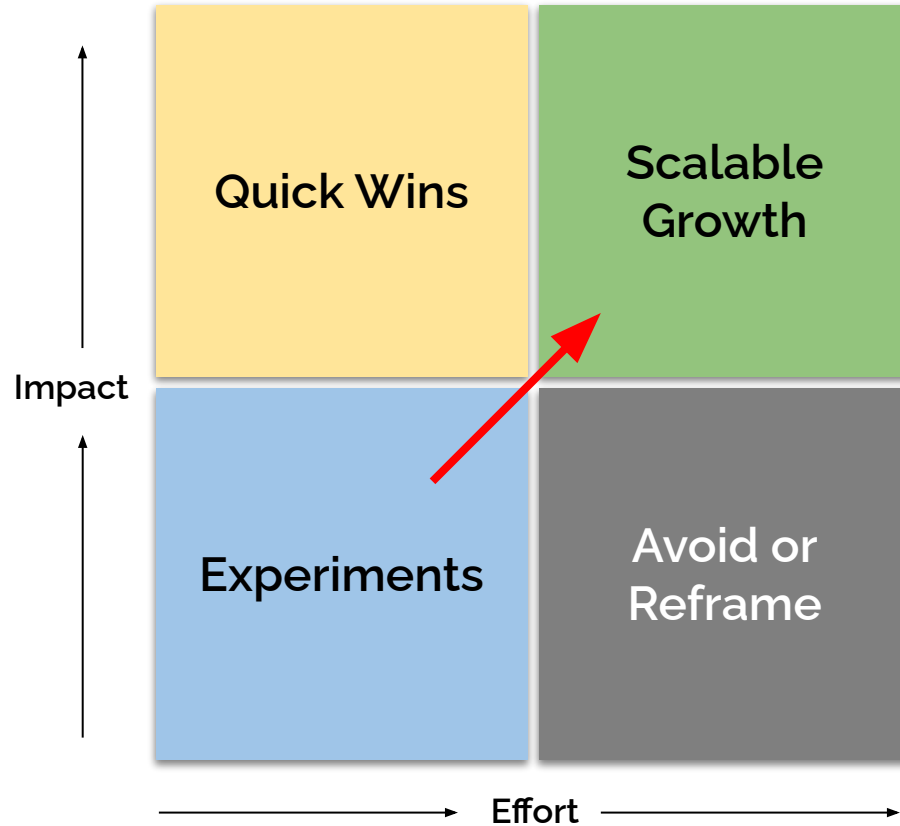 Quick Wins
Scalable
Growth
Impact
Experiments
Avoid or
Reframe
Effort